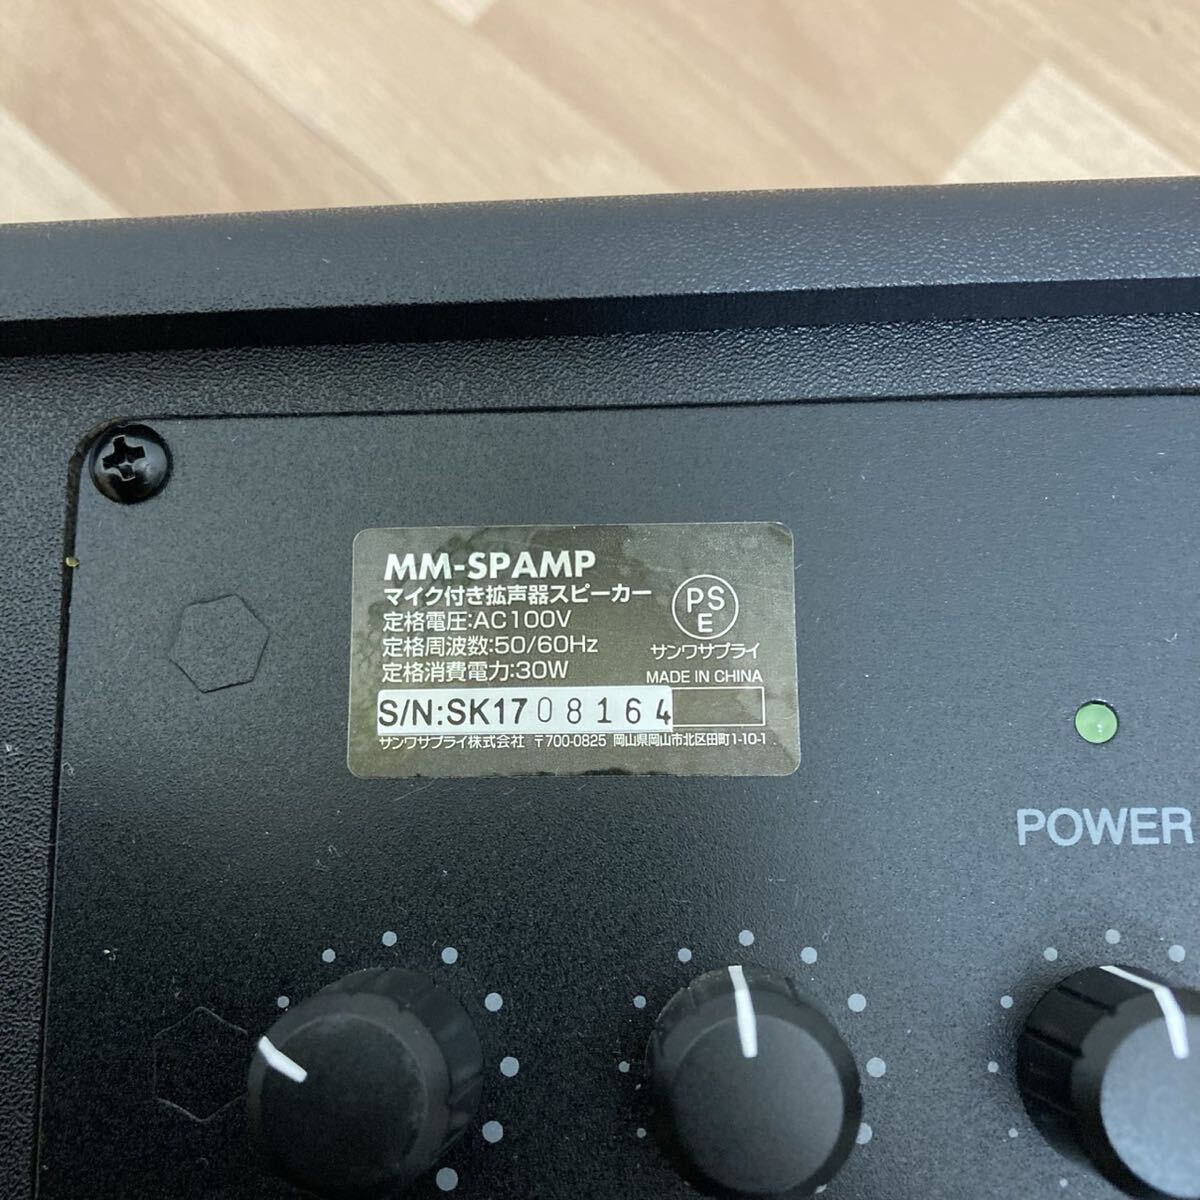 MM-SPAMP
マイク付き拡声器スピーカー
定格電圧:AC100V
定格周波数:50/60Hz
定格消費電力:30W
PSE
サンワサプライ
MADE IN CHINA
S/N:SK1708164
サンワサプライ株式会社 〒700-0825 岡山県岡山市北区田町1-10-1
POWER